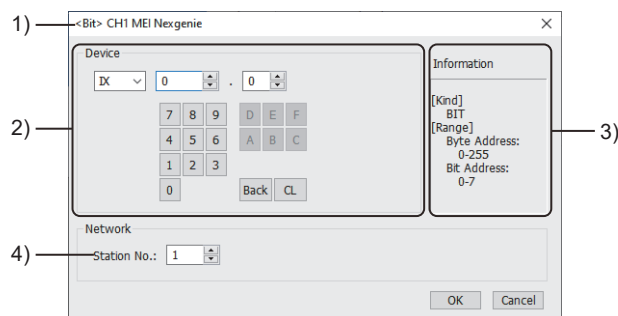 1)
<Bit> CH1 MEI Nexgenie
Device
IX 0 . 0
7 8 9 D E F
4 5 6 A B C
1 2 3
0 Back CL
2)
Information
[Kind]
BIT
[Range]
Byte Address:
0-255
Bit Address:
0-7
3)
Network
4)
Station No.: 1
OK Cancel